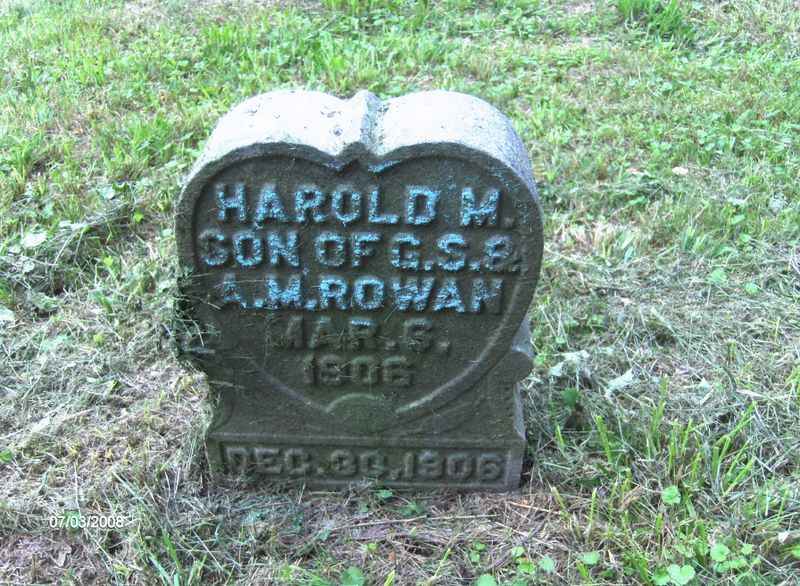 HAROLD M.
SON OF G.S.&
A.M.ROWAN
MAR. 6.
1906
DEC. 30, 1906
07/03/2008